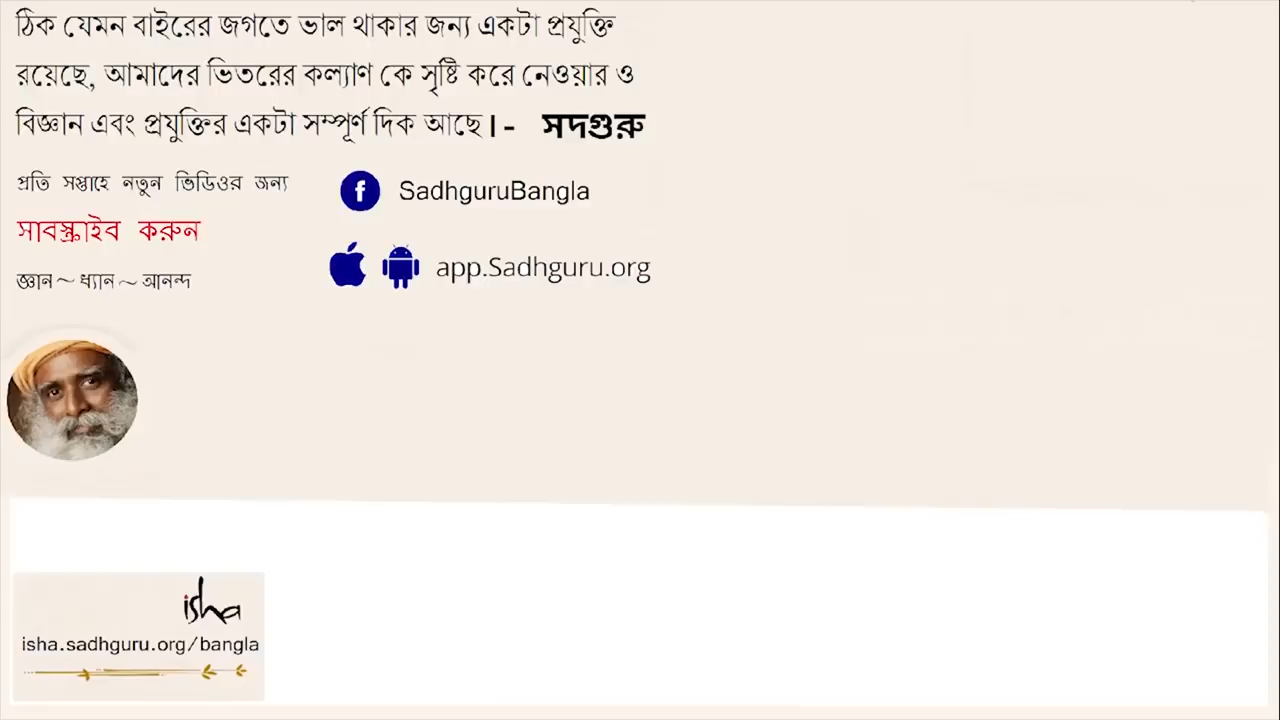 ঠিক যেমন বাইরের জগতে ভাল থাকার জন্য একটা প্রযুক্তি
রয়েছে, আমাদের ভিতরের কল্যাণ কে সৃষ্টি করে নেওয়ার ও
বিজ্ঞান এবং প্রযুক্তির একটা সম্পূর্ণ দিক আছে।- সদগুরু
প্রতি সপ্তাহে নতুন ভিডিওর জন্য
সাবস্ক্রাইব করুন
জ্ঞান ~ ধ্যান ~ আনন্দ
SadhguruBangla
app.Sadhguru.org
isha
isha.sadhguru.org/bangla